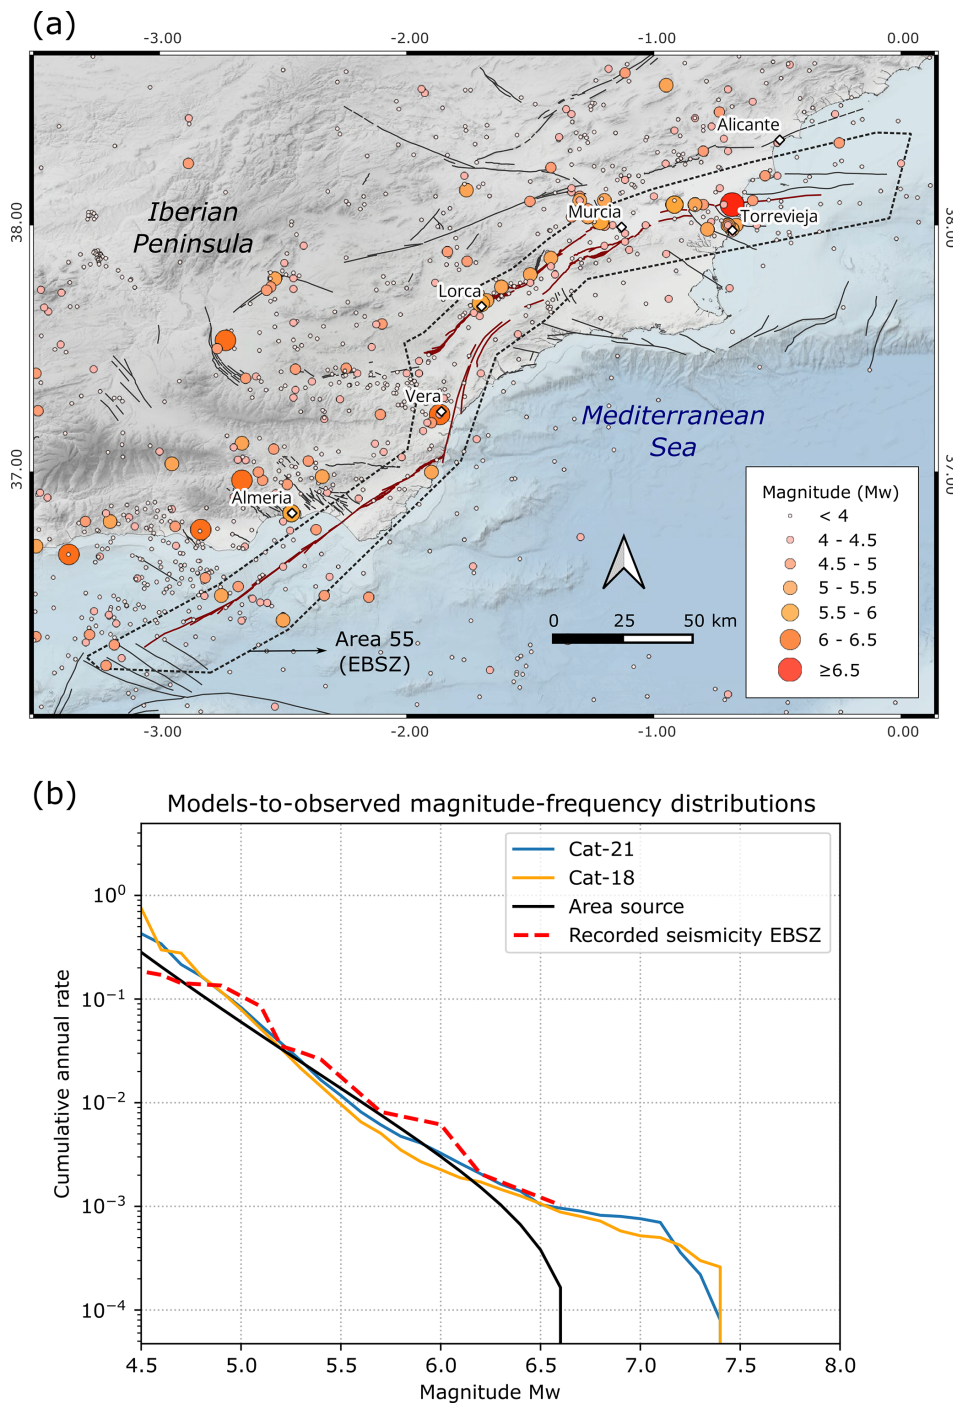 (a)
-3.00
-2.00
-1.00
0.00
Alicante
Iberian
Peninsula
38.00
38.00
Murcia
Torrevieja
Lorca
Vera
Mediterranean
Sea
37.00
37.00
Almeria
Magnitude (Mw)
< 4
4 - 4.5
4.5 - 5
5 - 5.5
5.5 - 6
6 - 6.5
≥6.5
0 25 50 km
Area 55
(EBSZ)
-3.00
-2.00
-1.00
0.00
(b)
Models-to-observed magnitude-frequency distributions
Cat-21
Cat-18
Area source
Recorded seismicity EBSZ
Cumulative annual rate
10⁰
10⁻¹
10⁻²
10⁻³
10⁻⁴
4.5 5.0 5.5 6.0 6.5 7.0 7.5 8.0
Magnitude Mw